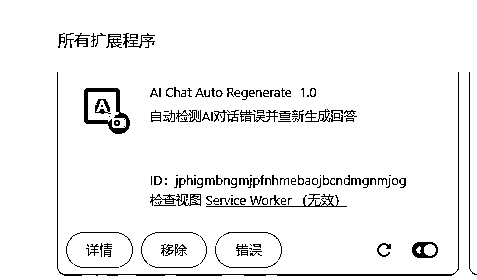 所有扩展程序
AI Chat Auto Regenerate 1.0
自动检测AI对话错误并重新生成回答
ID：jphigmbngmjpfnhmebaojbcndmgnmjog
检查视图 Service Worker （无效）
详情 移除 错误